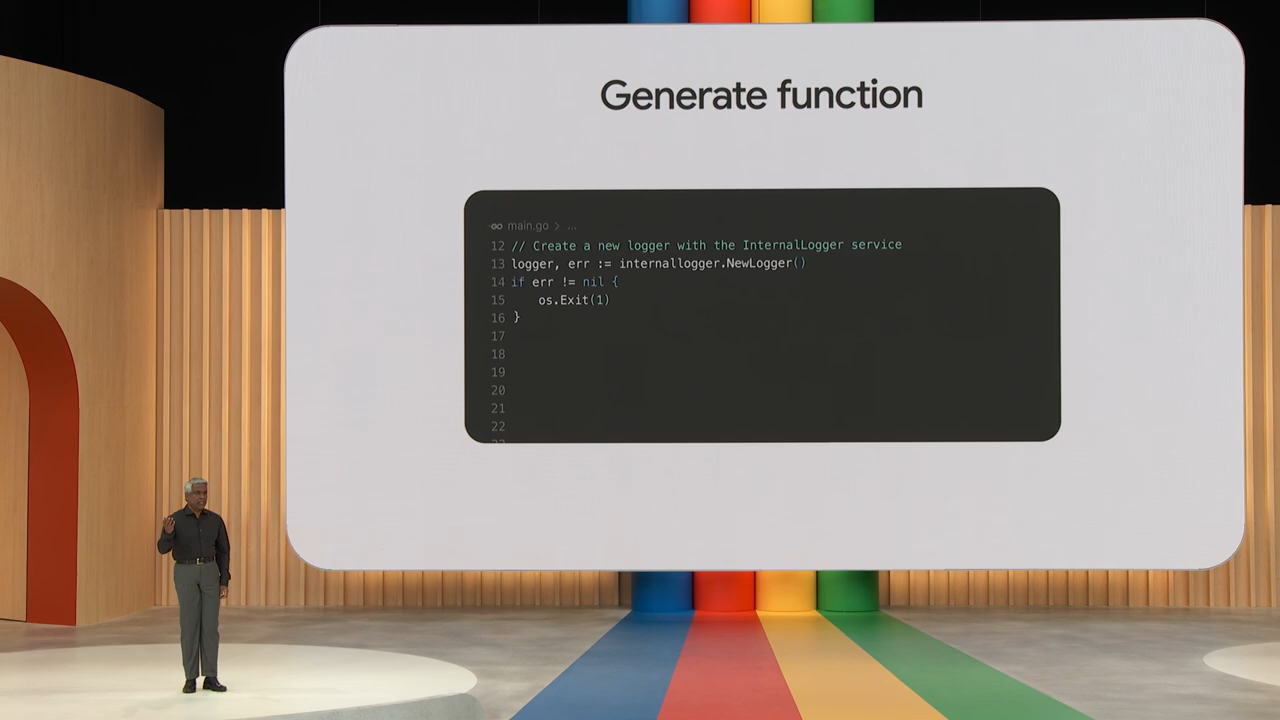 Generate function
main.go > ...
12 // Create a new logger with the InternalLogger service
13 logger, err := internallogger.NewLogger()
14 if err != nil {
15     os.Exit(1)
16 }
17
18
19
20
21
22